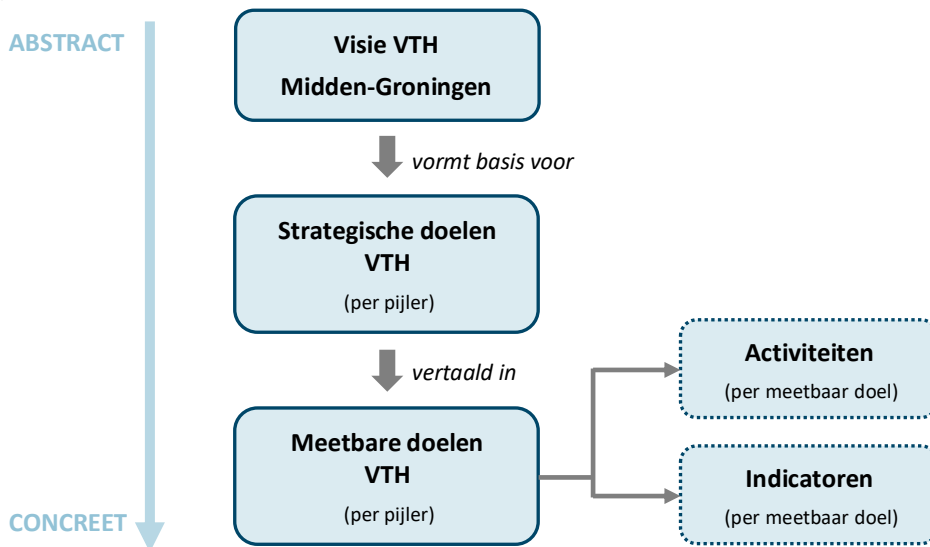 ABSTRACT
Visie VTH
Midden-Groningen
vormt basis voor
Strategische doelen
VTH
(per pijler)
vertaald in
Meetbare doelen
VTH
(per pijler)
Activiteiten
(per meetbaar doel)
Indicatoren
(per meetbaar doel)
CONCREET